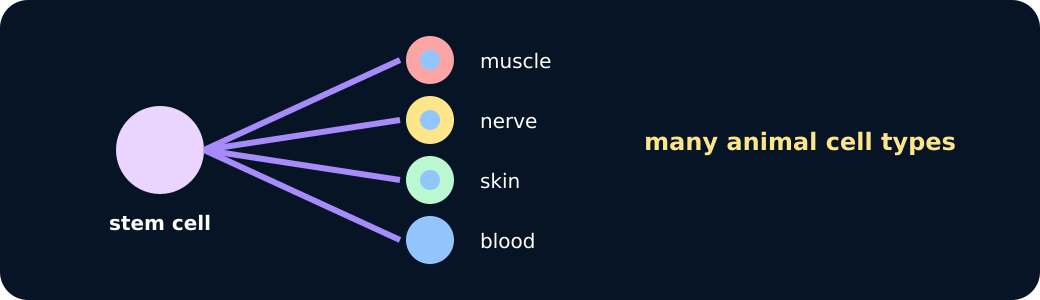 muscle
nerve
many animal cell types
skin
stem cell
blood